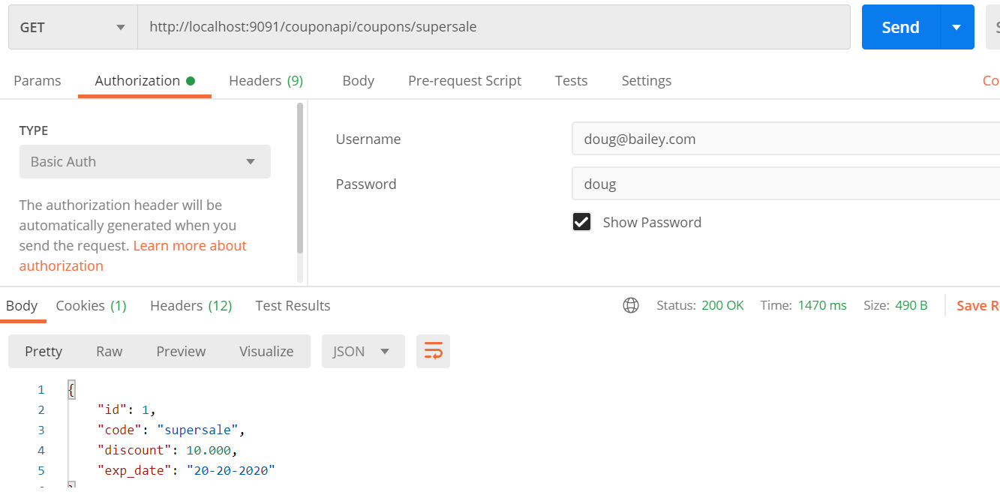 GET http://localhost:9091/couponapi/coupons/supersale Send
Params Authorization Headers (9) Body Pre-request Script Tests Settings Co
TYPE
Basic Auth
The authorization header will be
automatically generated when you
send the request. Learn more about
authorization
Username doug@bailey.com
Password doug
Show Password
Body Cookies (1) Headers (12) Test Results Status: 200 OK Time: 1470 ms Size: 490 B Save R
Pretty Raw Preview Visualize JSON
1 {
2 "id": 1,
3 "code": "supersale",
4 "discount": 10.000,
5 "exp_date": "20-20-2020"